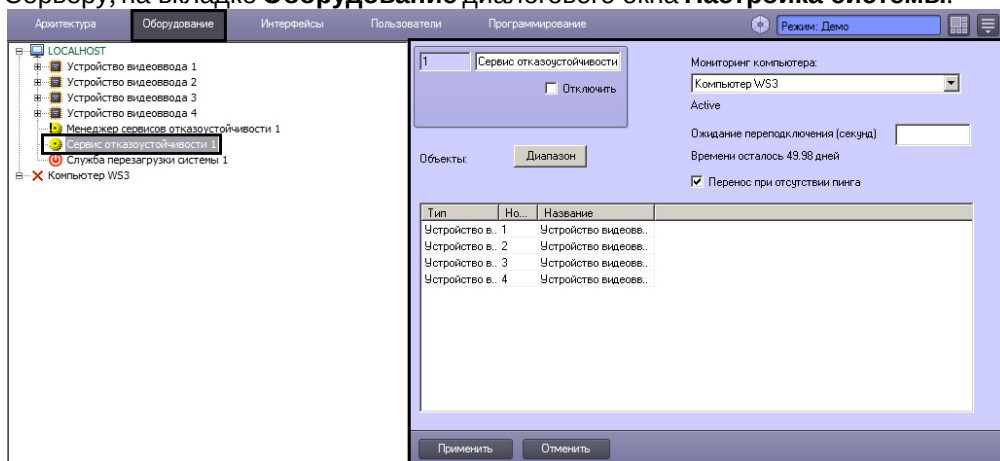 Серверу, на вкладке Оборудование диалогового окна Настройка системы.
Архитектура Оборудование Интерфейсы Пользователи Программирование Режим: Демо
LOCALHOST
Устройство видеоввода 1
Устройство видеоввода 2
Устройство видеоввода 3
Устройство видеоввода 4
Менеджер сервисов отказоустойчивости 1
Сервис отказоустойчивости 1
Служба перезагрузки системы 1
Компьютер WS3
1 Сервис отказоустойчивости
Отключить
Объекты: Диапазон
Мониторинг компьютера:
Компьютер WS3
Active
Ожидание переподключения (секунд)
Времени осталось 49.98 дней
Перенос при отсутствии пинга
Тип Но... Название
Устройство в.. 1 Устройство видеовв..
Устройство в.. 2 Устройство видеовв..
Устройство в.. 3 Устройство видеовв..
Устройство в.. 4 Устройство видеовв..
Применить Отменить